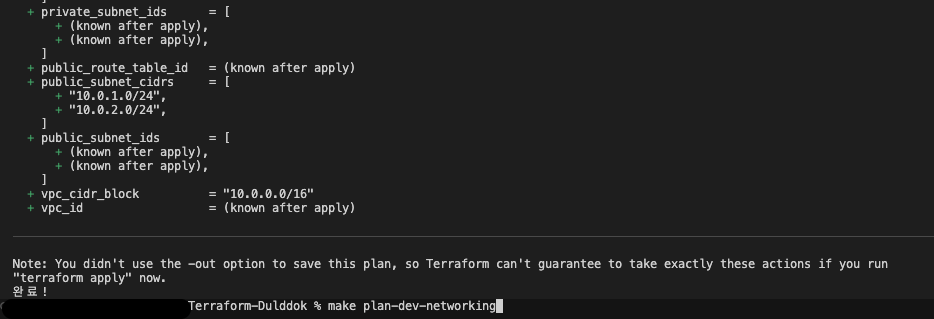 ]
+ private_subnet_ids = [
+ (known after apply),
+ (known after apply),
]
+ public_route_table_id = (known after apply)
+ public_subnet_cidrs = [
+ "10.0.1.0/24",
+ "10.0.2.0/24",
]
+ public_subnet_ids = [
+ (known after apply),
+ (known after apply),
]
+ vpc_cidr_block = "10.0.0.0/16"
+ vpc_id = (known after apply)
Note: You didn't use the -out option to save this plan, so Terraform can't guarantee to take exactly these actions if you run
"terraform apply" now.
완료!
Terraform-Dulddok % make plan-dev-networking